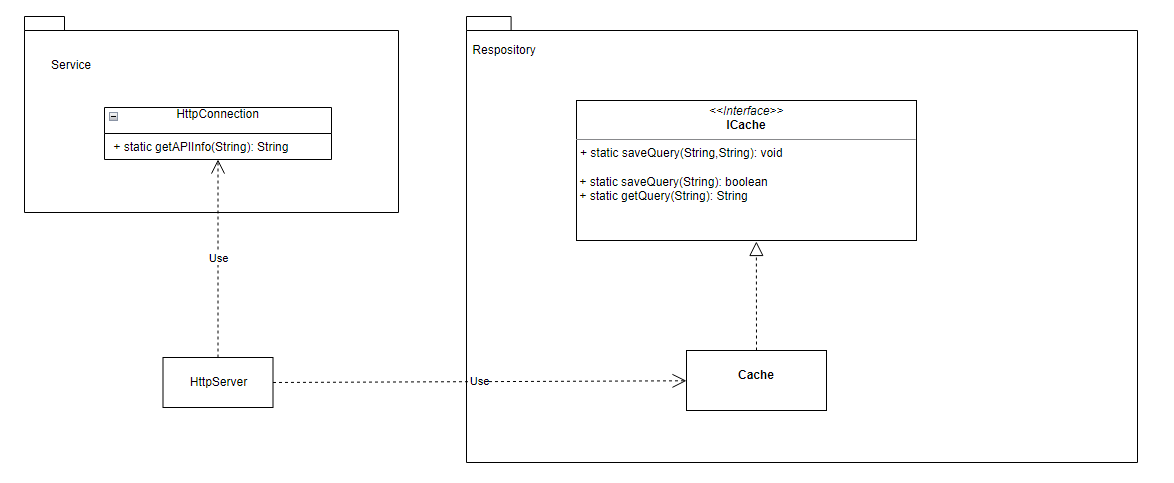 Service
HttpConnection
+ static getAPIInfo(String): String
Use
HttpServer
Respository
<<Interface>>
ICache
+ static saveQuery(String,String): void
+ static saveQuery(String): boolean
+ static getQuery(String): String
Use
Cache